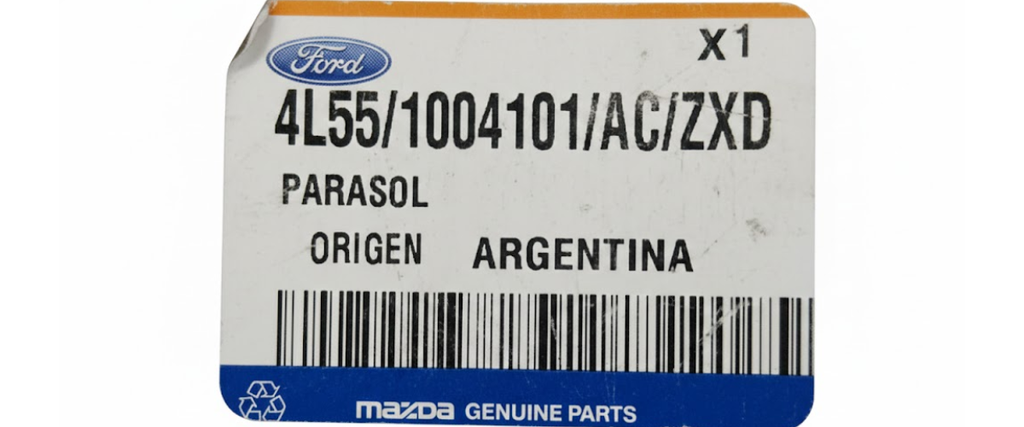 X1
Ford
4L55/1004101/AC/ZXD
PARASOL
ORIGEN ARGENTINA
mazda GENUINE PARTS